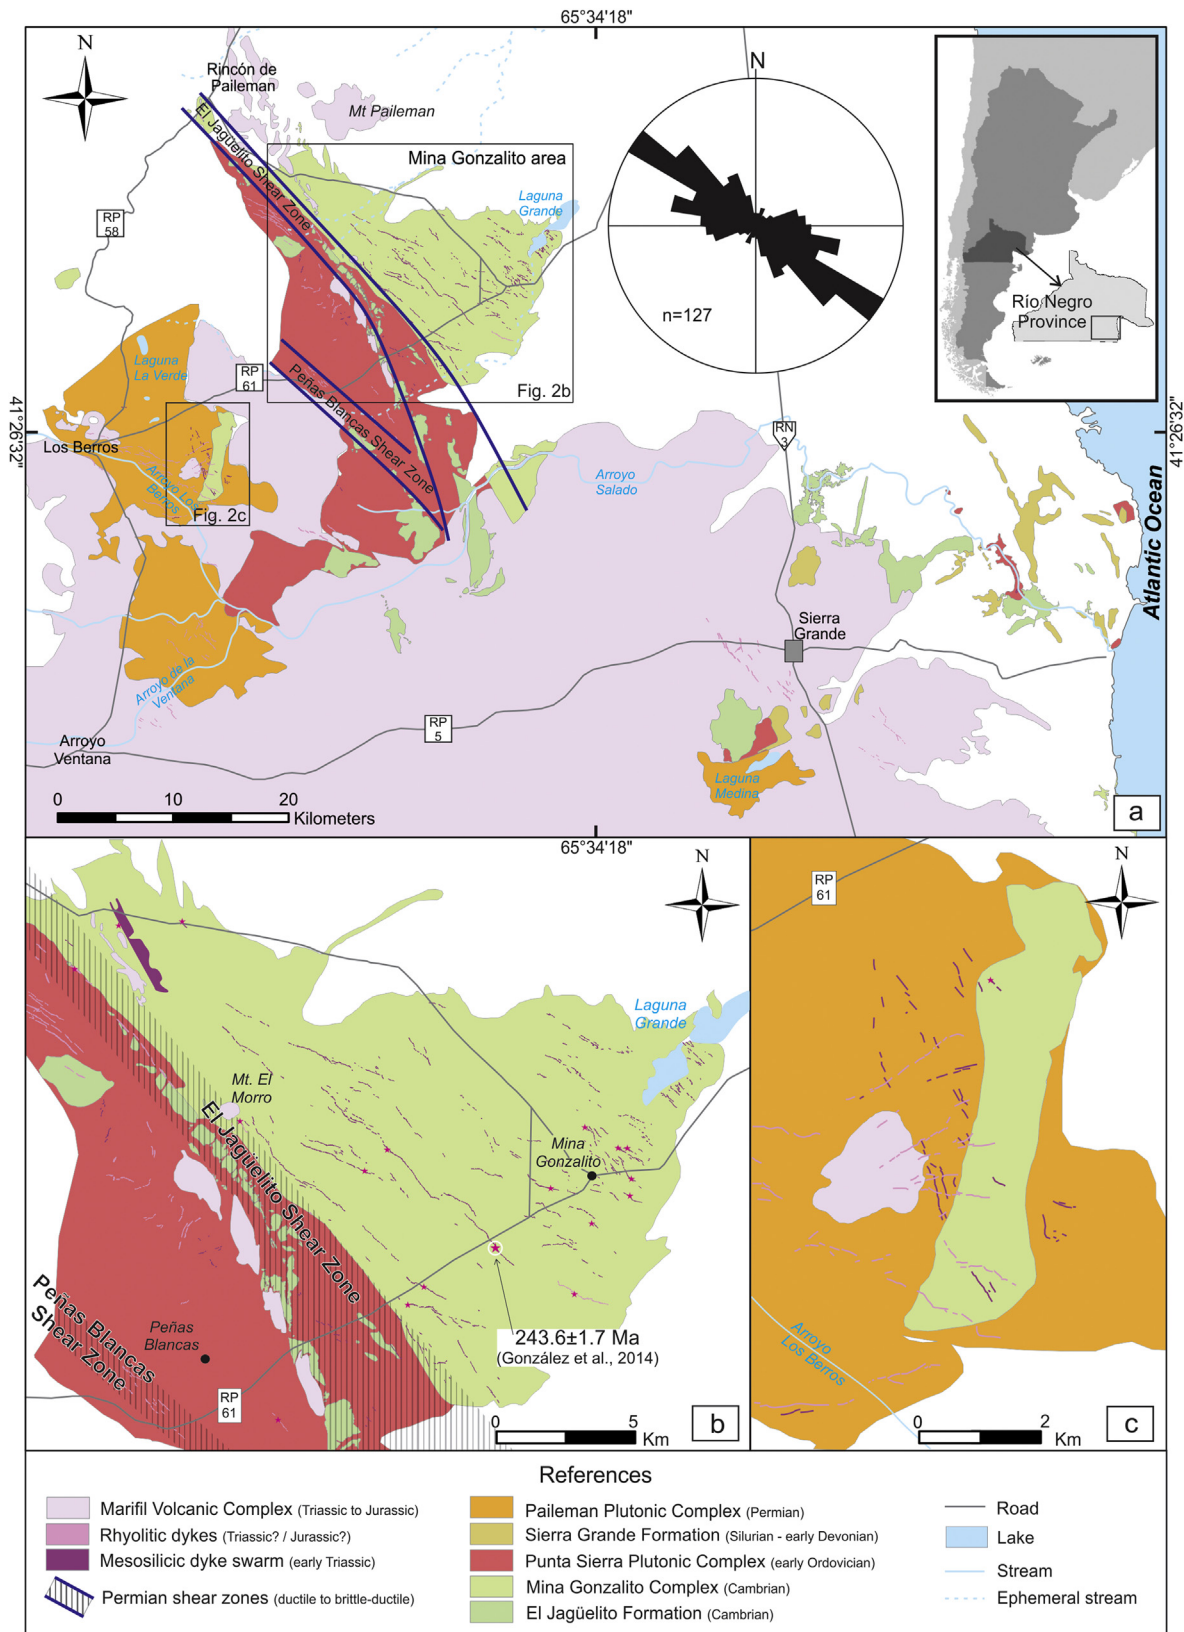 65°34'18"
N
Rincón de
Paileman
Mt Paileman
El Jagüelito Shear Zone
Mina Gonzalito area
Laguna
Grande
RP
58
N
n=127
Río Negro
Province
Laguna
La Verde
RP
61
Peñas Blancas Shear Zone
Fig. 2b
41°26'32"
41°26'32"
Los Berros
Arroyo Los
Berros
Fig. 2c
Arroyo
Salado
RN
3
Atlantic Ocean
Sierra
Grande
Arroyo de la
Ventana
Arroyo
Ventana
RP
5
Laguna
Medina
0 10 20
Kilometers
a
65°34'18"
N
Laguna
Grande
Mt. El
Morro
El Jagüelito Shear Zone
Mina
Gonzalito
Peñas Blancas
Shear Zone
Peñas
Blancas
243.6±1.7 Ma
(González et al., 2014)
RP
61
0 5
Km
b
RP
61
N
Arroyo
Los Berros
0 2
Km
c
References
Marifil Volcanic Complex (Triassic to Jurassic)
Rhyolitic dykes (Triassic? / Jurassic?)
Mesosilicic dyke swarm (early Triassic)
Permian shear zones (ductile to brittle-ductile)
Paileman Plutonic Complex (Permian)
Sierra Grande Formation (Silurian - early Devonian)
Punta Sierra Plutonic Complex (early Ordovician)
Mina Gonzalito Complex (Cambrian)
El Jagüelito Formation (Cambrian)
Road
Lake
Stream
Ephemeral stream